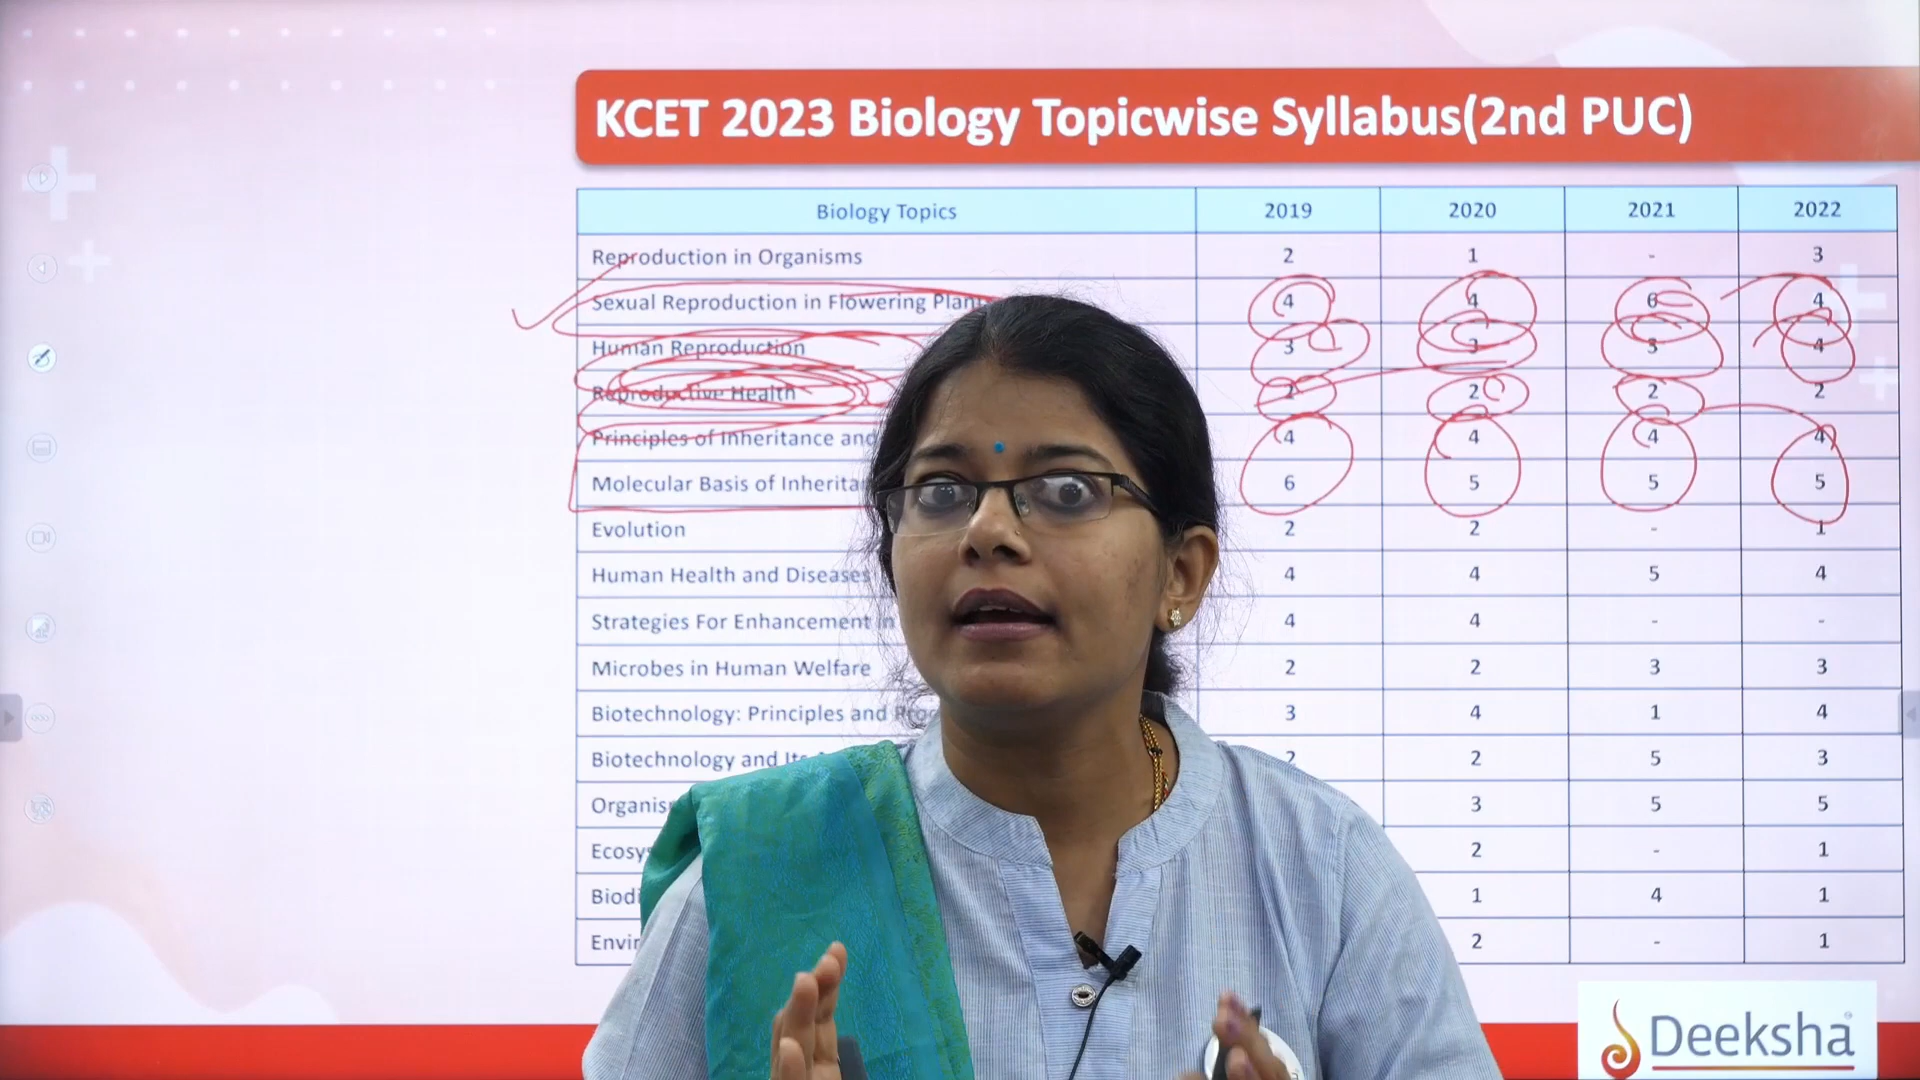 KCET 2023 Biology Topicwise Syllabus(2nd PUC)
Biology Topics 2019 2020 2021 2022
Reproduction in Organisms 2 1 - 3
Sexual Reproduction in Flowering 4 4 6 4
Human Reproduction 3 3 3 4
Reproductive Health 2 2 2 2
Principles of Inheritance and 4 4 4 4
Molecular Basis of 6 5 5 5
Evolution 2 2 - 1
Human Health and Diseases 4 4 5 4
Strategies For Enhancement in 4 4 - -
Microbes in Human Welfare 2 2 3 3
Biotechnology: Principles and 3 4 1 4
Biotechnology and 2 2 5 3
3 5 5
2 - 1
1 4 1
2 - 1
Deeksha